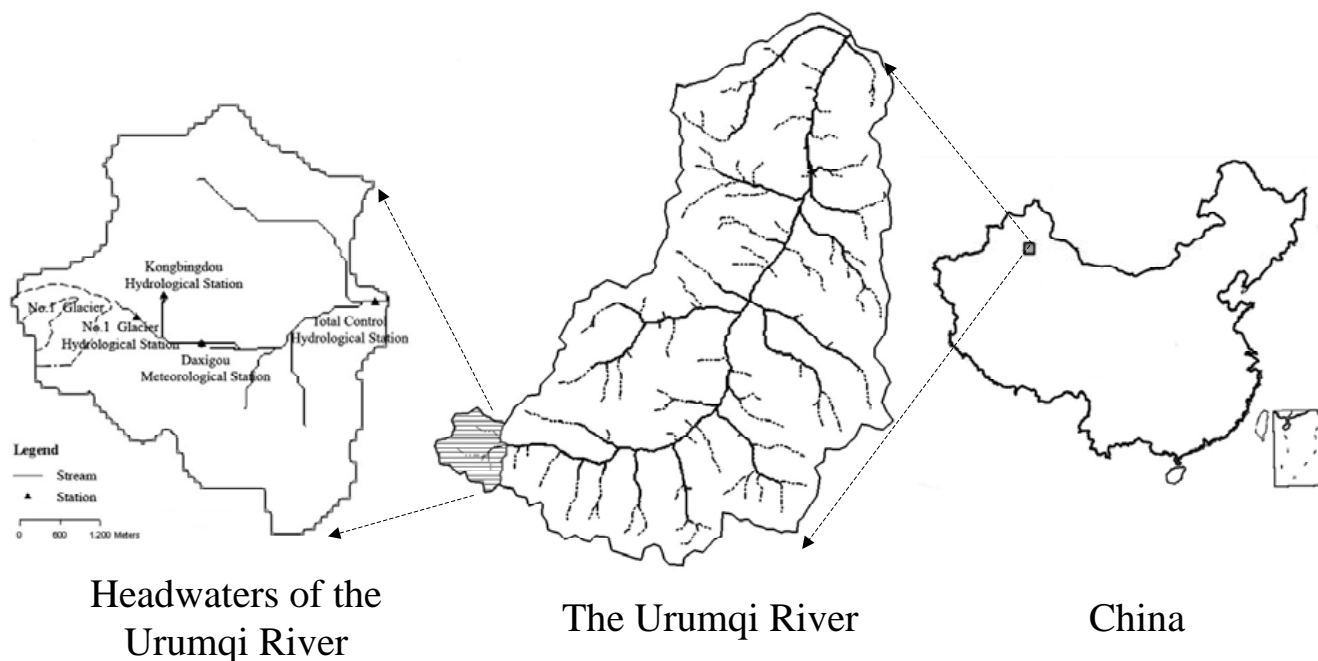 Kongbingdou
Hydrological Station
No.1 Glacier
No.1 Glacier
Hydrological Station
Total Control
Hydrological Station
Daxigou
Meteorological Station
Legend
Stream
Station
0 600 1.200 Meters
Headwaters of the
Urumqi River
The Urumqi River
China